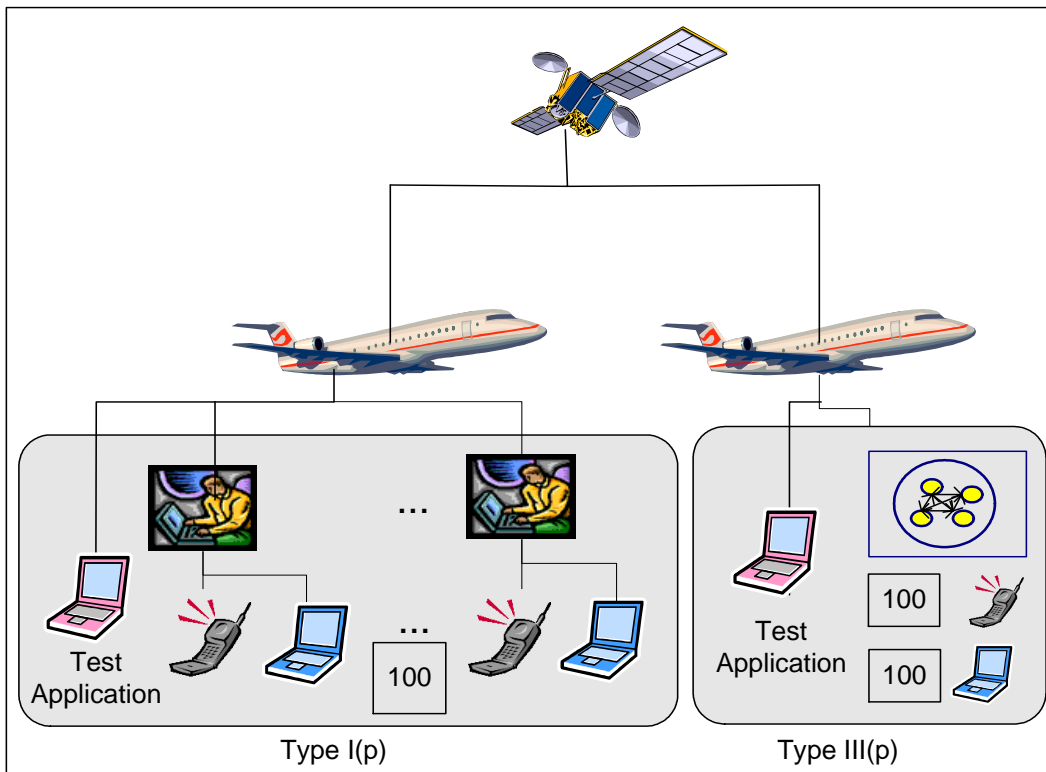 ...
Test
Application
...
100
Type I(p)
Test
Application
100
100
Type III(p)